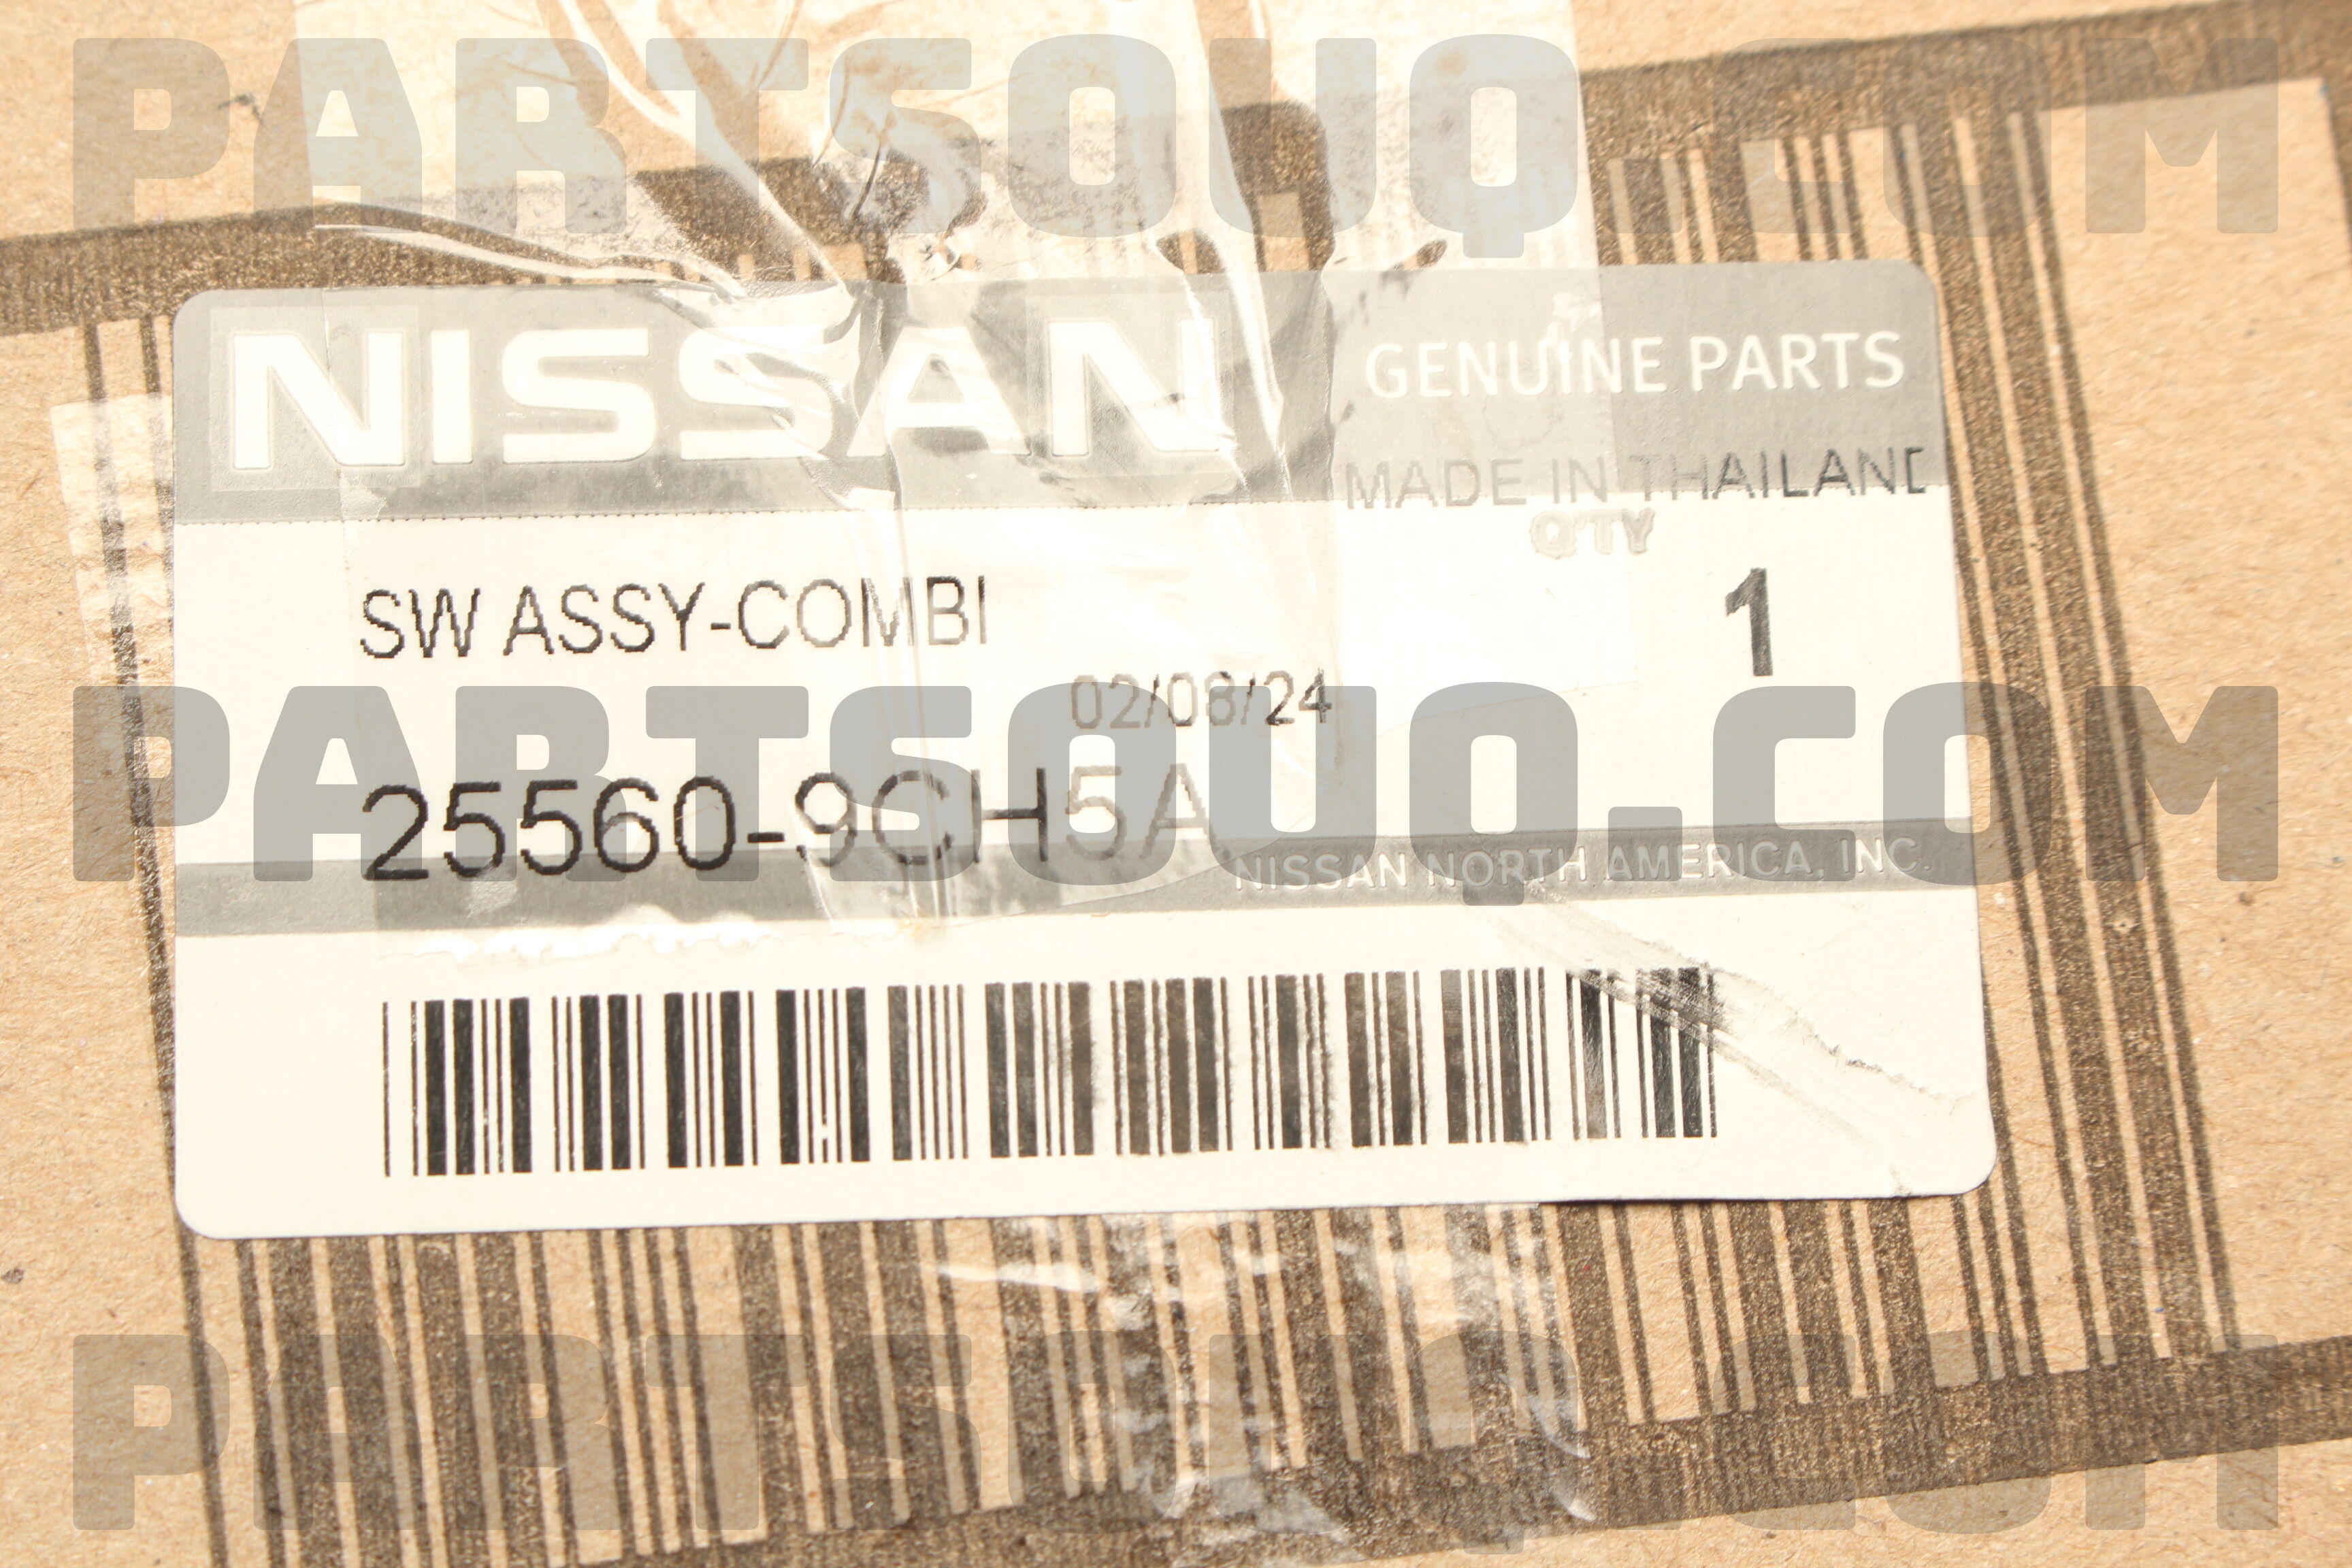 PARTSOUQ.COM
NISSAN
GENUINE PARTS
MADE IN THAILAND
Q'TY
SW ASSY-COMBI
1
02/08/24
PARTSOUQ.COM
25560-9CH5A
NISSAN NORTH AMERICA, INC.
PARTSOUQ.COM